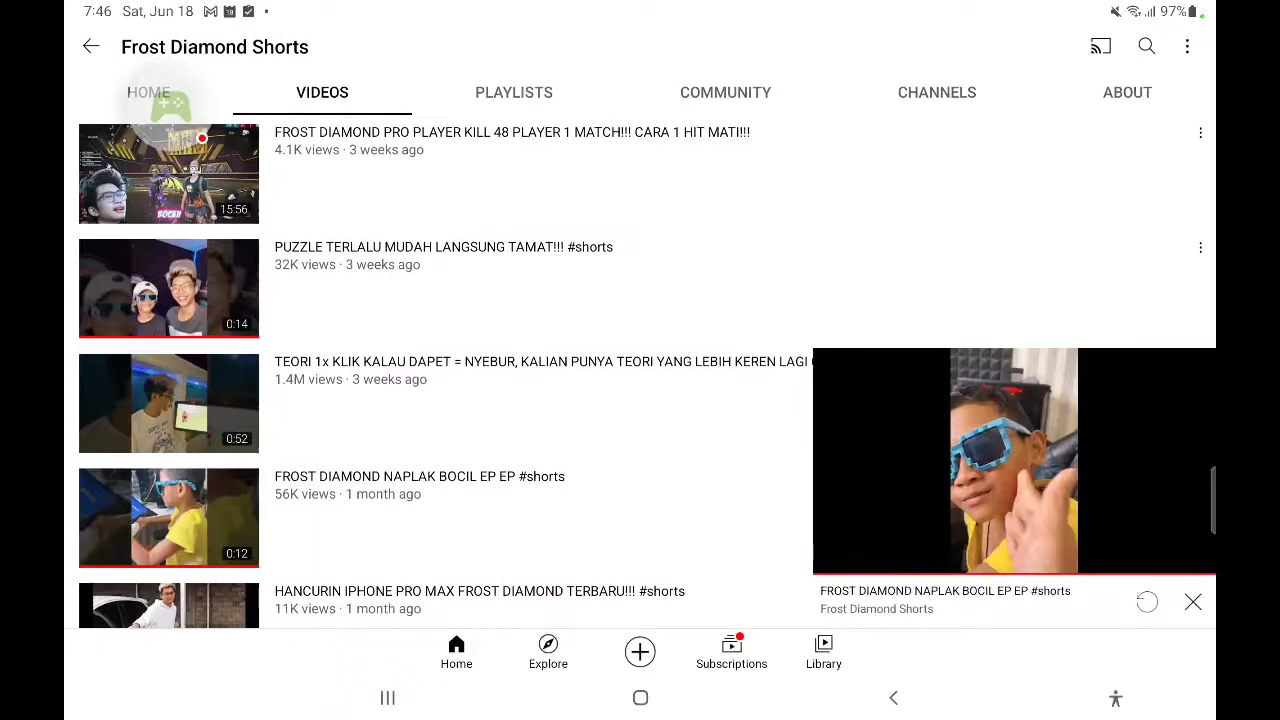 7:46 Sat, Jun 18
97%
Frost Diamond Shorts
HOME VIDEOS PLAYLISTS COMMUNITY CHANNELS ABOUT
FROST DIAMOND PRO PLAYER KILL 48 PLAYER 1 MATCH!!! CARA 1 HIT MATI!!!
4.1K views · 3 weeks ago
BOCAH
15:56
PUZZLE TERLALU MUDAH LANGSUNG TAMAT!!! #shorts
32K views · 3 weeks ago
0:14
TEORI 1x KLIK KALAU DAPET = NYEBUR, KALIAN PUNYA TEORI YANG LEBIH KEREN LAGI
1.4M views · 3 weeks ago
0:52
FROST DIAMOND NAPLAK BOCIL EP EP #shorts
56K views · 1 month ago
0:12
HANCURIN IPHONE PRO MAX FROST DIAMOND TERBARU!!! #shorts
11K views · 1 month ago
FROST DIAMOND NAPLAK BOCIL EP EP #shorts
Frost Diamond Shorts
Home Explore Subscriptions Library